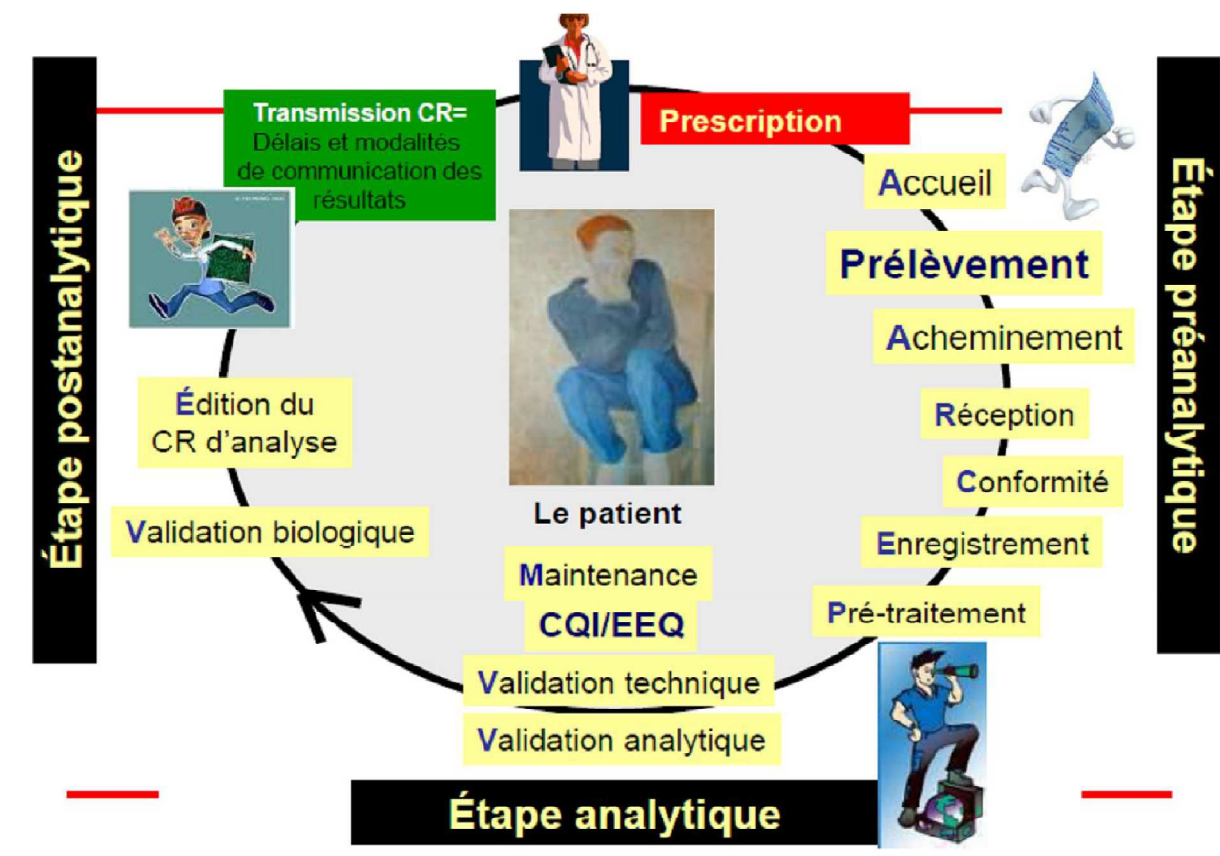 Prescription
Accueil
Prélèvement
Acheminement
Réception
Conformité
Enregistrement
Pré-traitement
Étape préanalytique
Le patient
Maintenance
CQI/EEQ
Validation technique
Validation analytique
Étape analytique
Validation biologique
Édition du
CR d'analyse
Transmission CR=
Délais et modalités
de communication des
résultats
Étape postanalytique